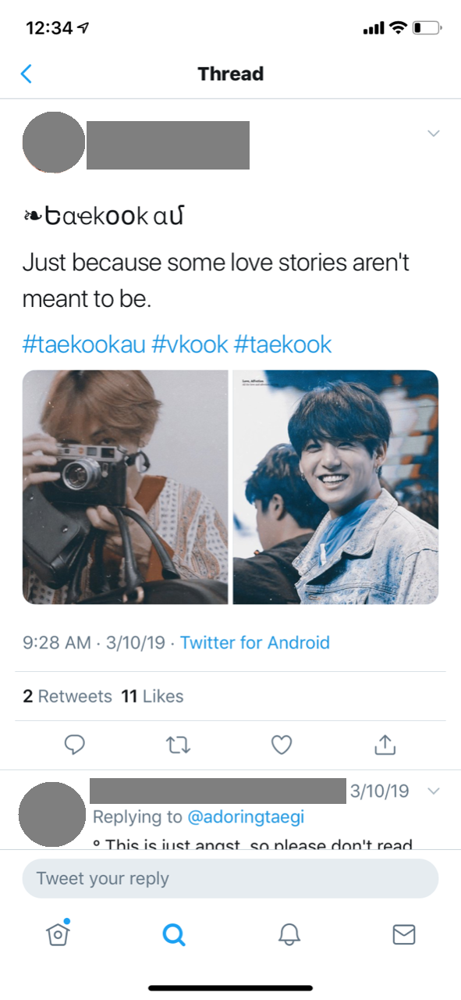 12:34
Thread
❧եαҽkօօk αմ
Just because some love stories aren't
meant to be.
#taekookau #vkook #taekook
9:28 AM · 3/10/19 · Twitter for Android
2 Retweets 11 Likes
3/10/19
Replying to @adoringtaegi
° This is just angst, so please don't read
Tweet your reply